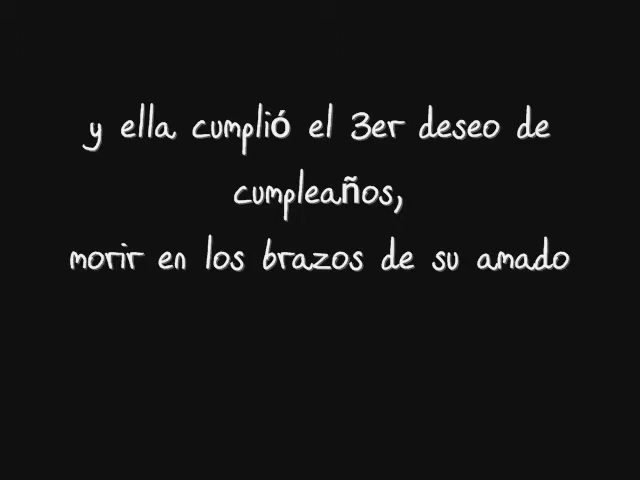 y ella cumplió el 3er deseo de
cumpleaños,
morir en los brazos de su amado